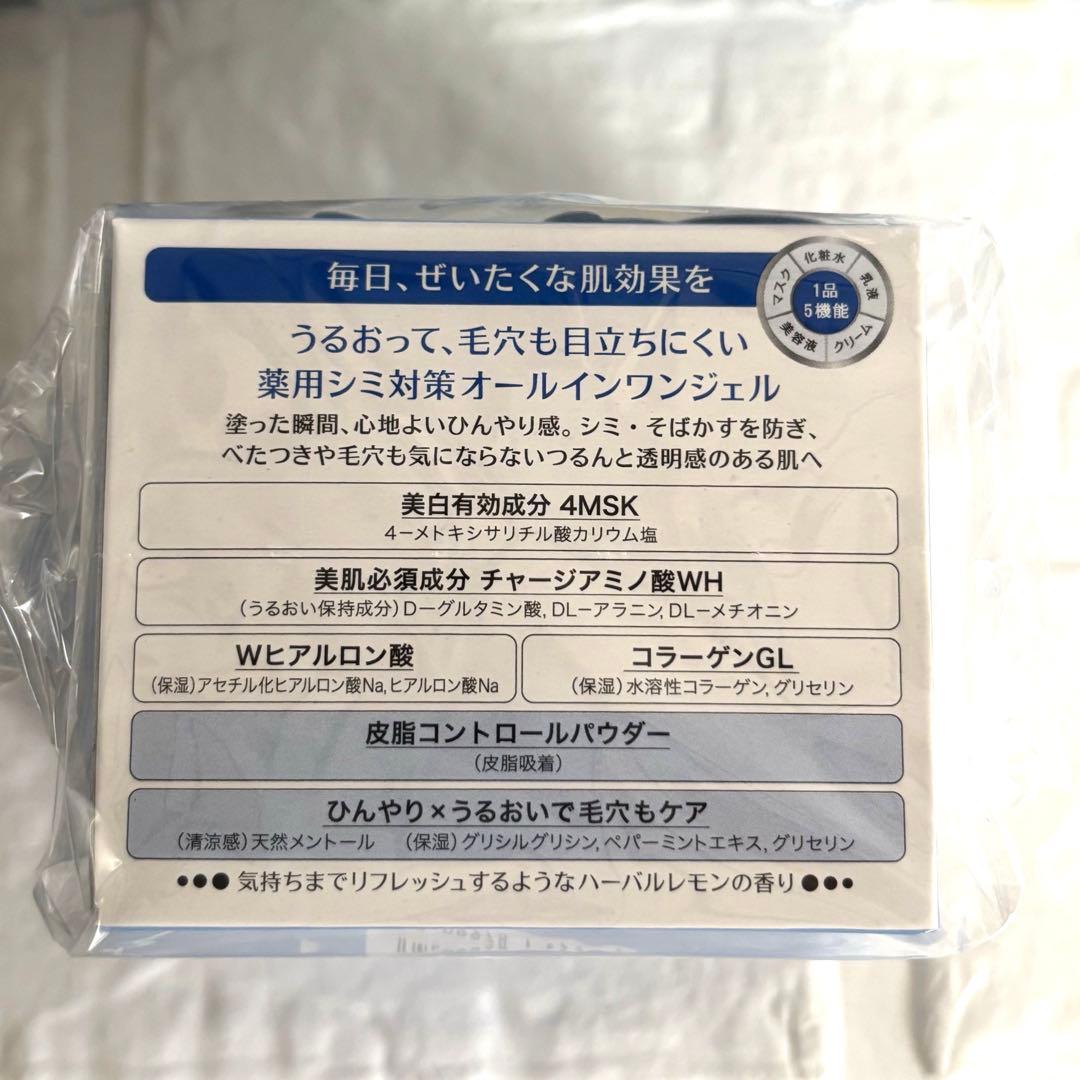 毎日、ぜいたくな肌効果を
化粧水
乳液
クリーム
美容液
マスク
1品
5機能
うるおって、毛穴も目立ちにくい
薬用シミ対策オールインワンジェル
塗った瞬間、心地よいひんやり感。シミ・そばかすを防ぎ、
べたつきや毛穴も気にならないつるんと透明感のある肌へ
美白有効成分 4MSK
4−メトキシサリチル酸カリウム塩
美肌必須成分 チャージアミノ酸WH
（うるおい保持成分）D−グルタミン酸, DL−アラニン, DL−メチオニン
Wヒアルロン酸
（保湿）アセチル化ヒアルロン酸Na, ヒアルロン酸Na
コラーゲンGL
（保湿）水溶性コラーゲン, グリセリン
皮脂コントロールパウダー
（皮脂吸着）
ひんやり×うるおいで毛穴もケア
（清涼感）天然メントール （保湿）グリシルグリシン, ペパーミントエキス, グリセリン
●●● 気持ちまでリフレッシュするようなハーバルレモンの香り ●●●